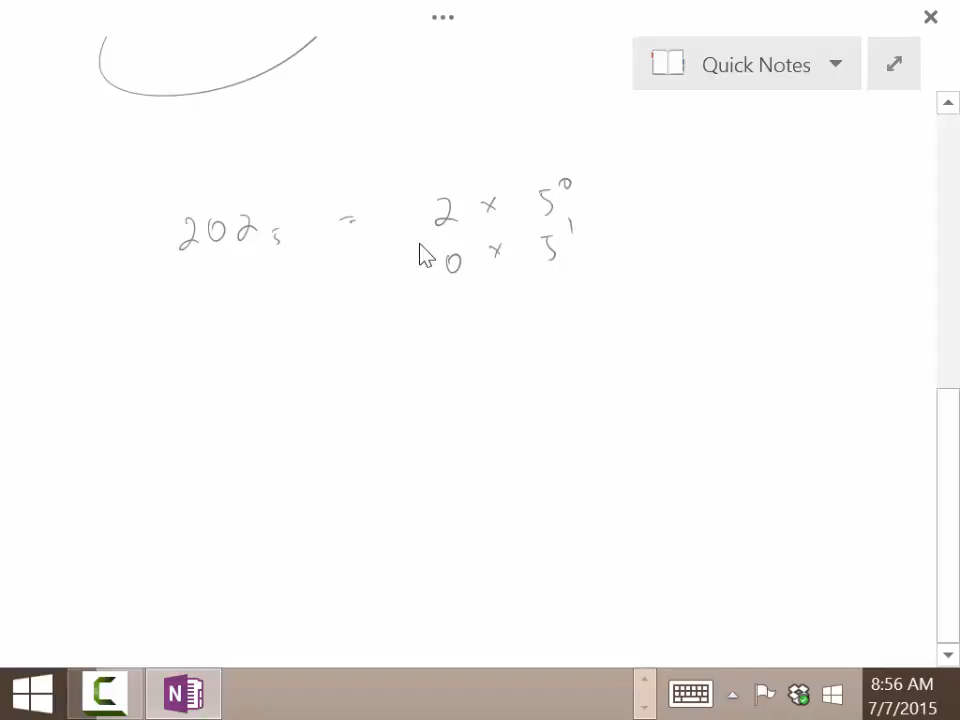 Quick Notes
202₅ = 2 × 5⁰
0 × 5¹
8:56 AM
7/7/2015